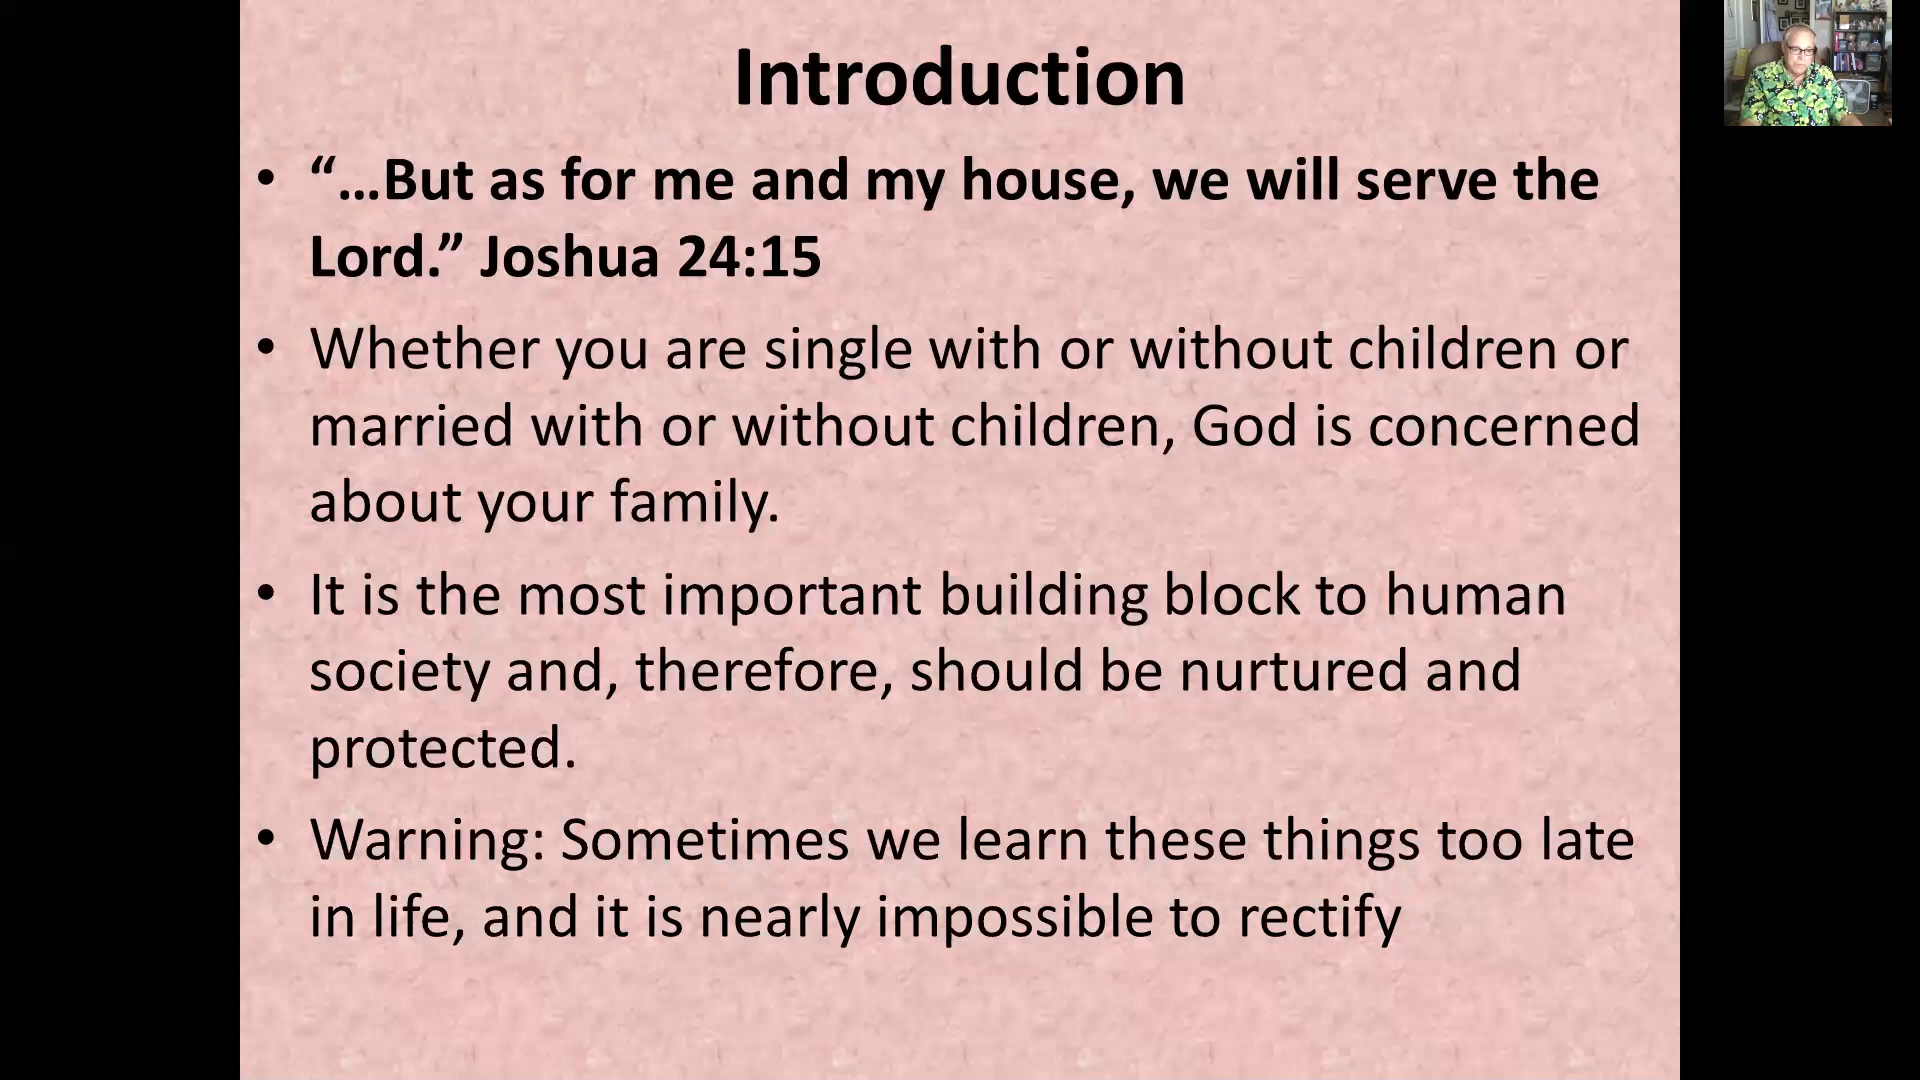 Introduction
• “…But as for me and my house, we will serve the
Lord.” Joshua 24:15
• Whether you are single with or without children or
married with or without children, God is concerned
about your family.
• It is the most important building block to human
society and, therefore, should be nurtured and
protected.
• Warning: Sometimes we learn these things too late
in life, and it is nearly impossible to rectify